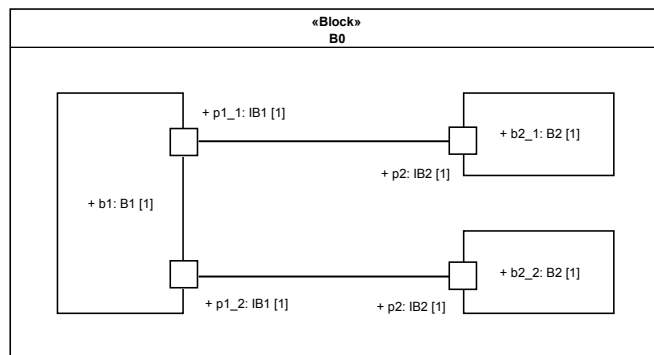 «Block»
B0
+ p1_1: IB1 [1]
+ b2_1: B2 [1]
+ p2: IB2 [1]
+ b1: B1 [1]
+ b2_2: B2 [1]
+ p1_2: IB1 [1]
+ p2: IB2 [1]